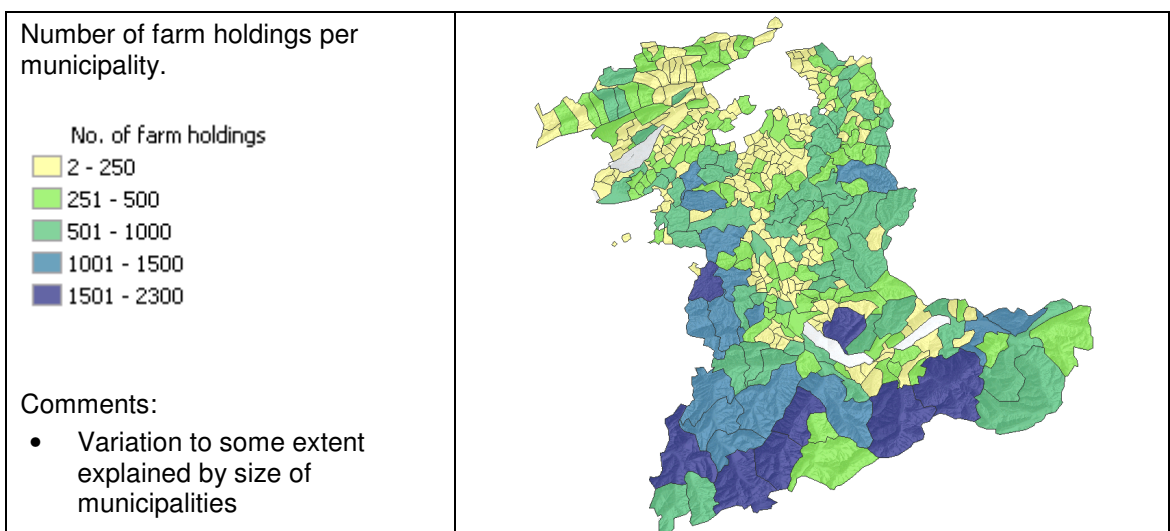 Number of farm holdings per
municipality.
No. of farm holdings
2 - 250
251 - 500
501 - 1000
1001 - 1500
1501 - 2300
Comments:
• Variation to some extent
explained by size of
municipalities